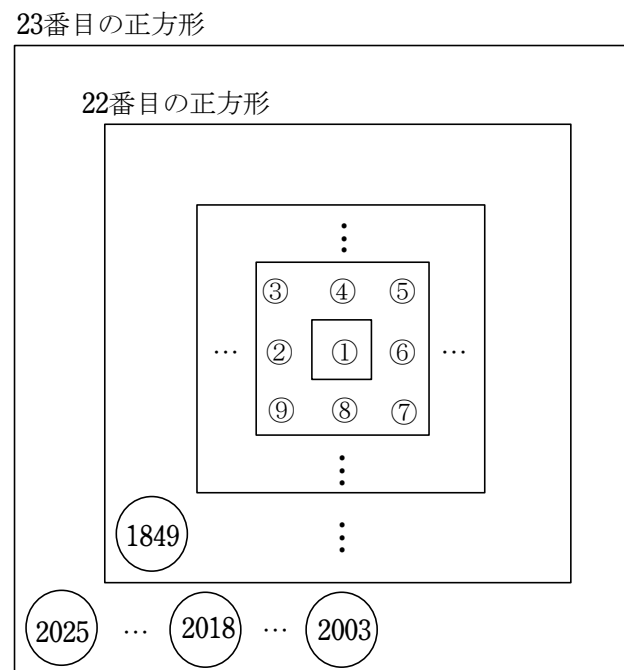 23番目の正方形
22番目の正方形
⋮
③ ④ ⑤
… ② ① ⑥ …
⑨ ⑧ ⑦
⋮
1849 ⋮
2025 … 2018 … 2003